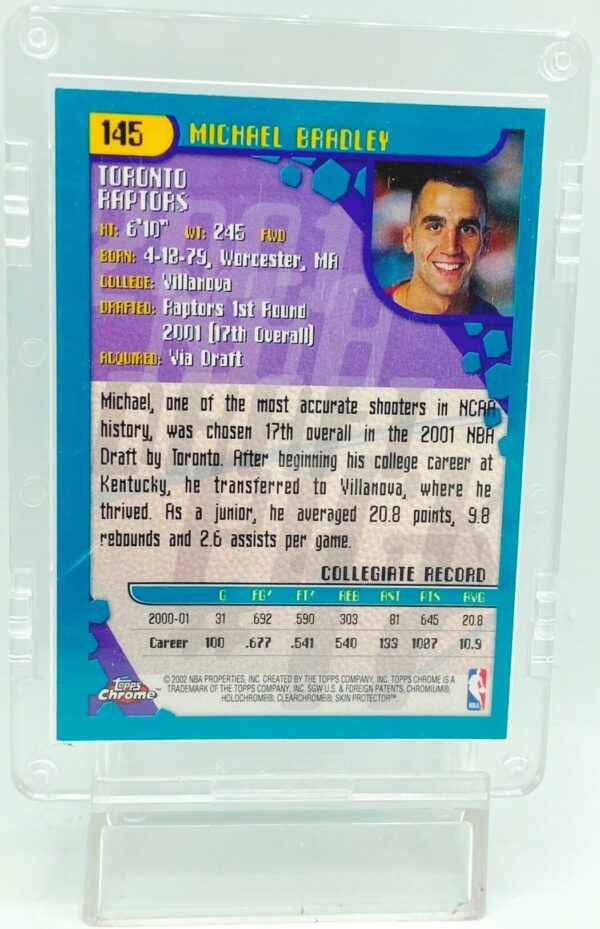 145 MICHAEL BRADLEY
TORONTO
RAPTORS
HT: 6'10" WT: 245 FWD
BORN: 4-18-79, Worcester, MA
COLLEGE: Villanova
DRAFTED: Raptors 1st Round
2001 (17th Overall)
ACQUIRED: Via Draft
Michael, one of the most accurate shooters in NCAA
history, was chosen 17th overall in the 2001 NBA
Draft by Toronto. After beginning his college career at
Kentucky, he transferred to Villanova, where he
thrived. As a junior, he averaged 20.8 points, 9.8
rebounds and 2.6 assists per game.
COLLEGIATE RECORD
G FG% FT% REB AST PTS AVG
2000-01 31 .692 .590 303 81 645 20.8
Career 100 .677 .541 540 133 1087 10.9
©2002 NBA PROPERTIES, INC. CREATED BY THE TOPPS COMPANY, INC. TOPPS CHROME IS A
TRADEMARK OF THE TOPPS COMPANY, INC. SGW U.S. & FOREIGN PATENTS, CHROMIUM®,
HOLOCHROME®, CLEARCHROME®, SKIN PROTECTOR™
TOPPS
Chrome™
NBA